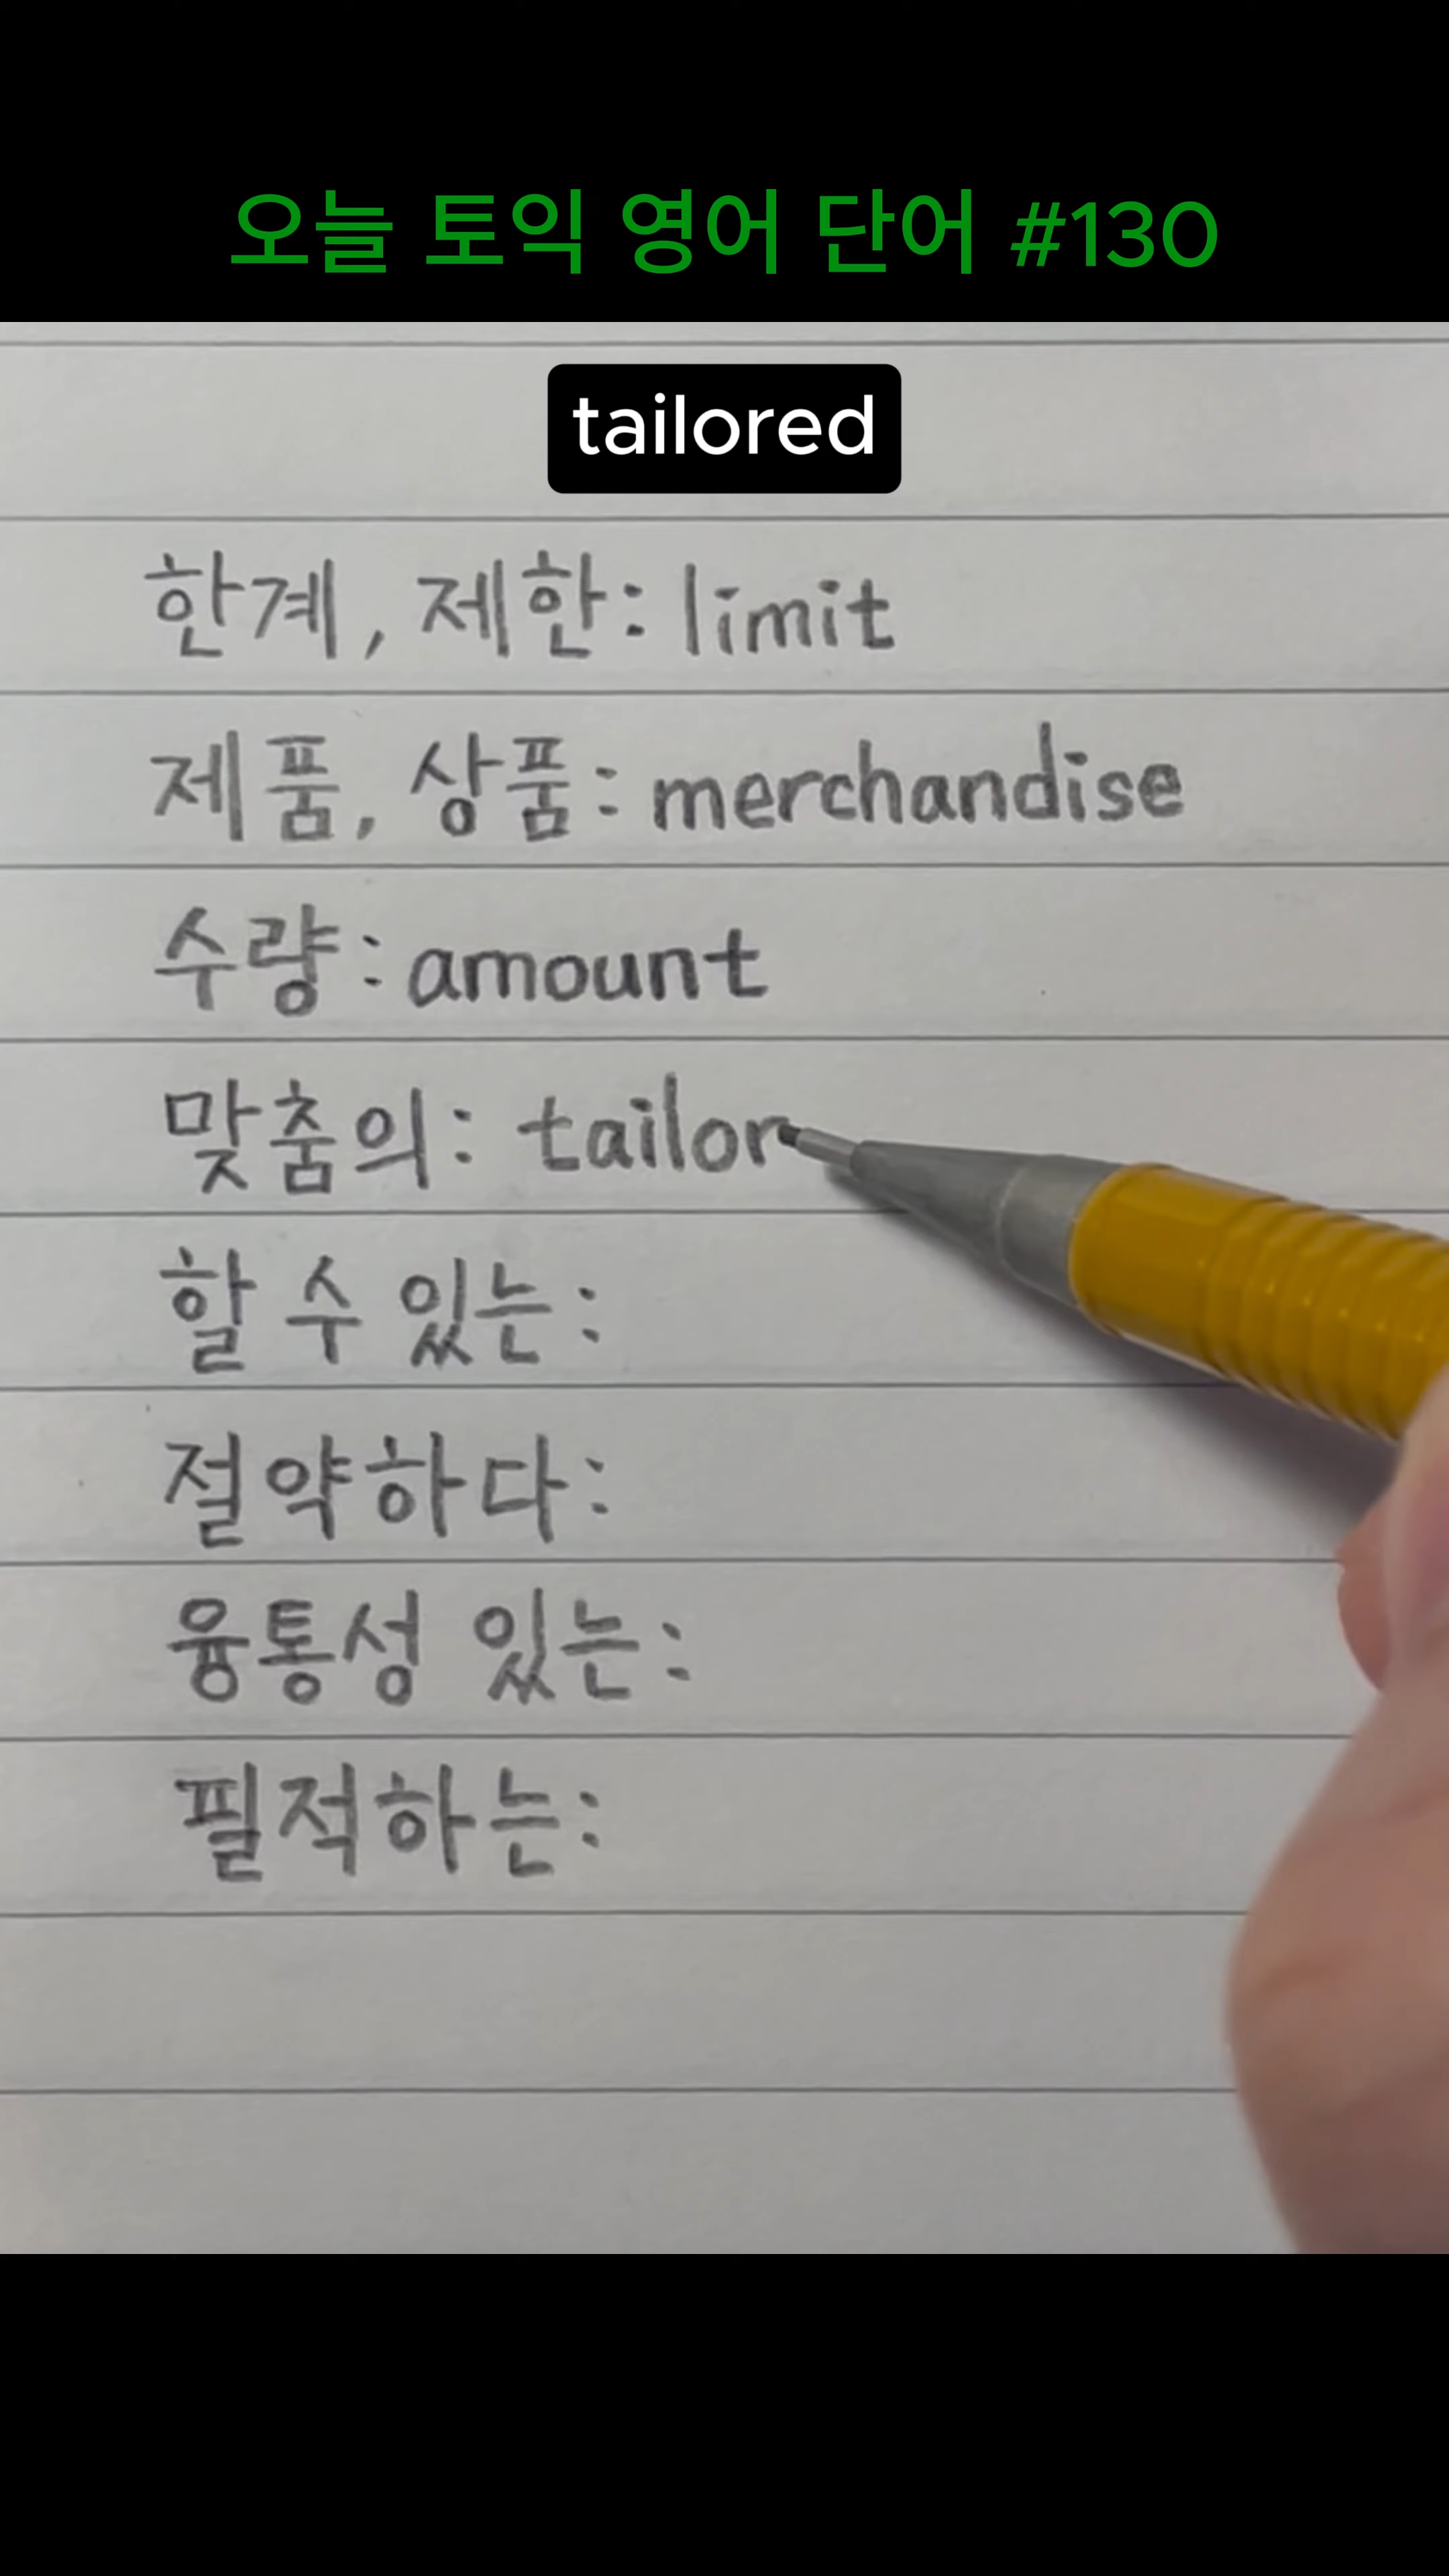 오늘 토익 영어 단어 #130
tailored
한계, 제한: limit
제품, 상품: merchandise
수량: amount
맞춤의: tailor
할 수 있는:
절약하다:
융통성 있는:
필적하는: